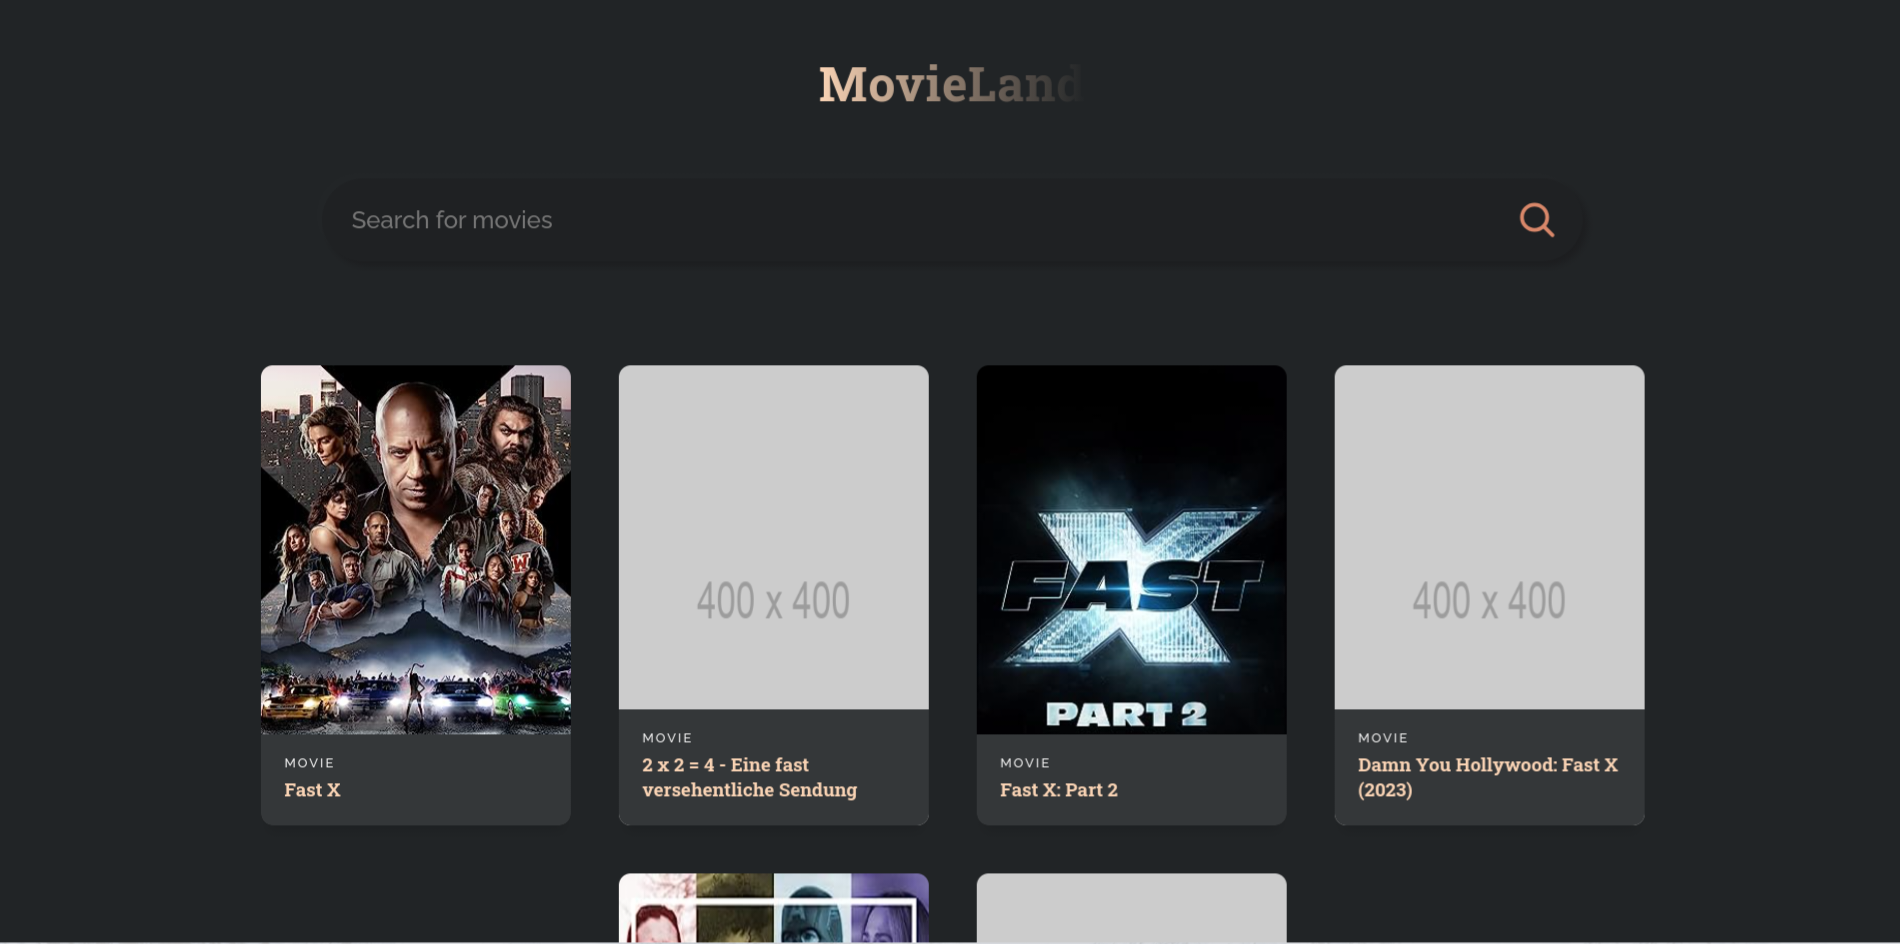 MovieLand
Search for movies
400 x 400
FAST X
PART 2
400 x 400
MOVIE
Fast X
MOVIE
2 x 2 = 4 - Eine fast
versehentliche Sendung
MOVIE
Fast X: Part 2
MOVIE
Damn You Hollywood: Fast X
(2023)
W